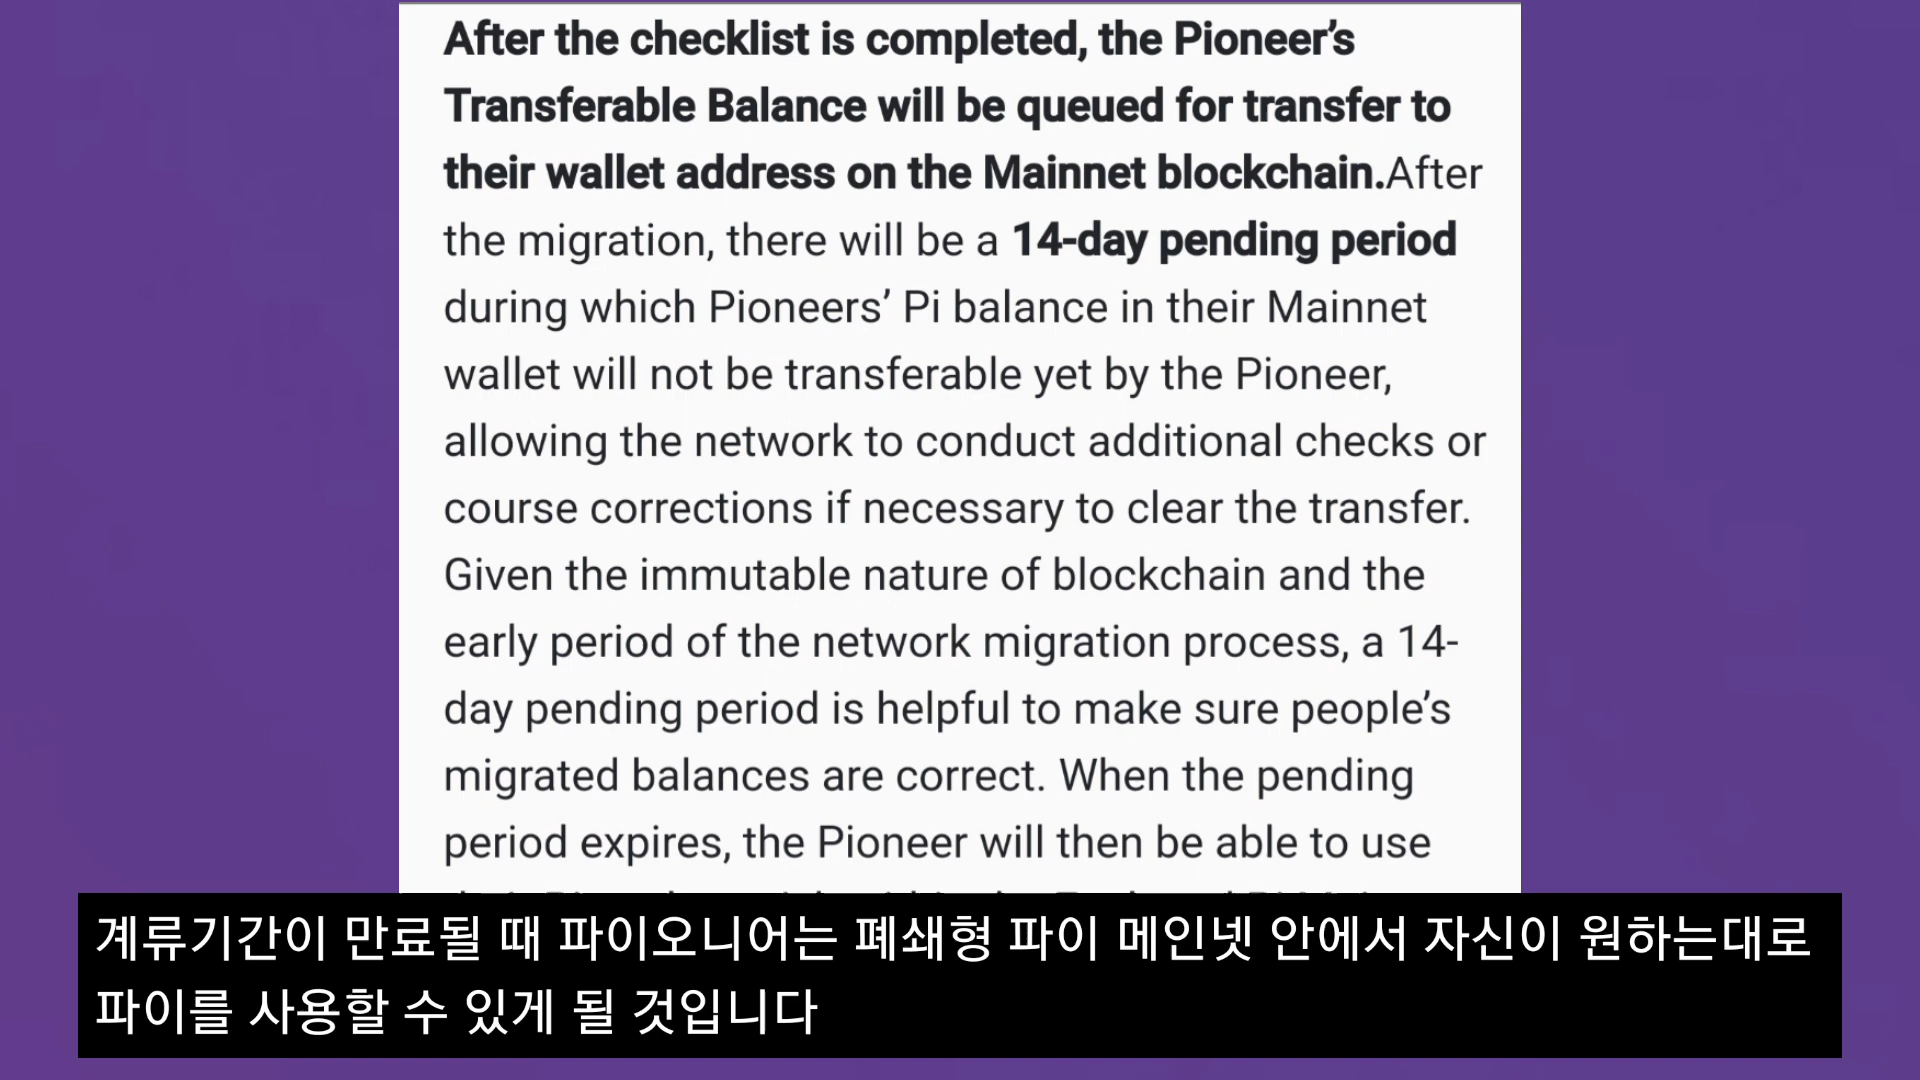 After the checklist is completed, the Pioneer’s
Transferable Balance will be queued for transfer to
their wallet address on the Mainnet blockchain.After
the migration, there will be a 14-day pending period
during which Pioneers’ Pi balance in their Mainnet
wallet will not be transferable yet by the Pioneer,
allowing the network to conduct additional checks or
course corrections if necessary to clear the transfer.
Given the immutable nature of blockchain and the
early period of the network migration process, a 14-
day pending period is helpful to make sure people’s
migrated balances are correct. When the pending
period expires, the Pioneer will then be able to use
계류기간이 만료될 때 파이오니어는 폐쇄형 파이 메인넷 안에서 자신이 원하는대로
파이를 사용할 수 있게 될 것입니다